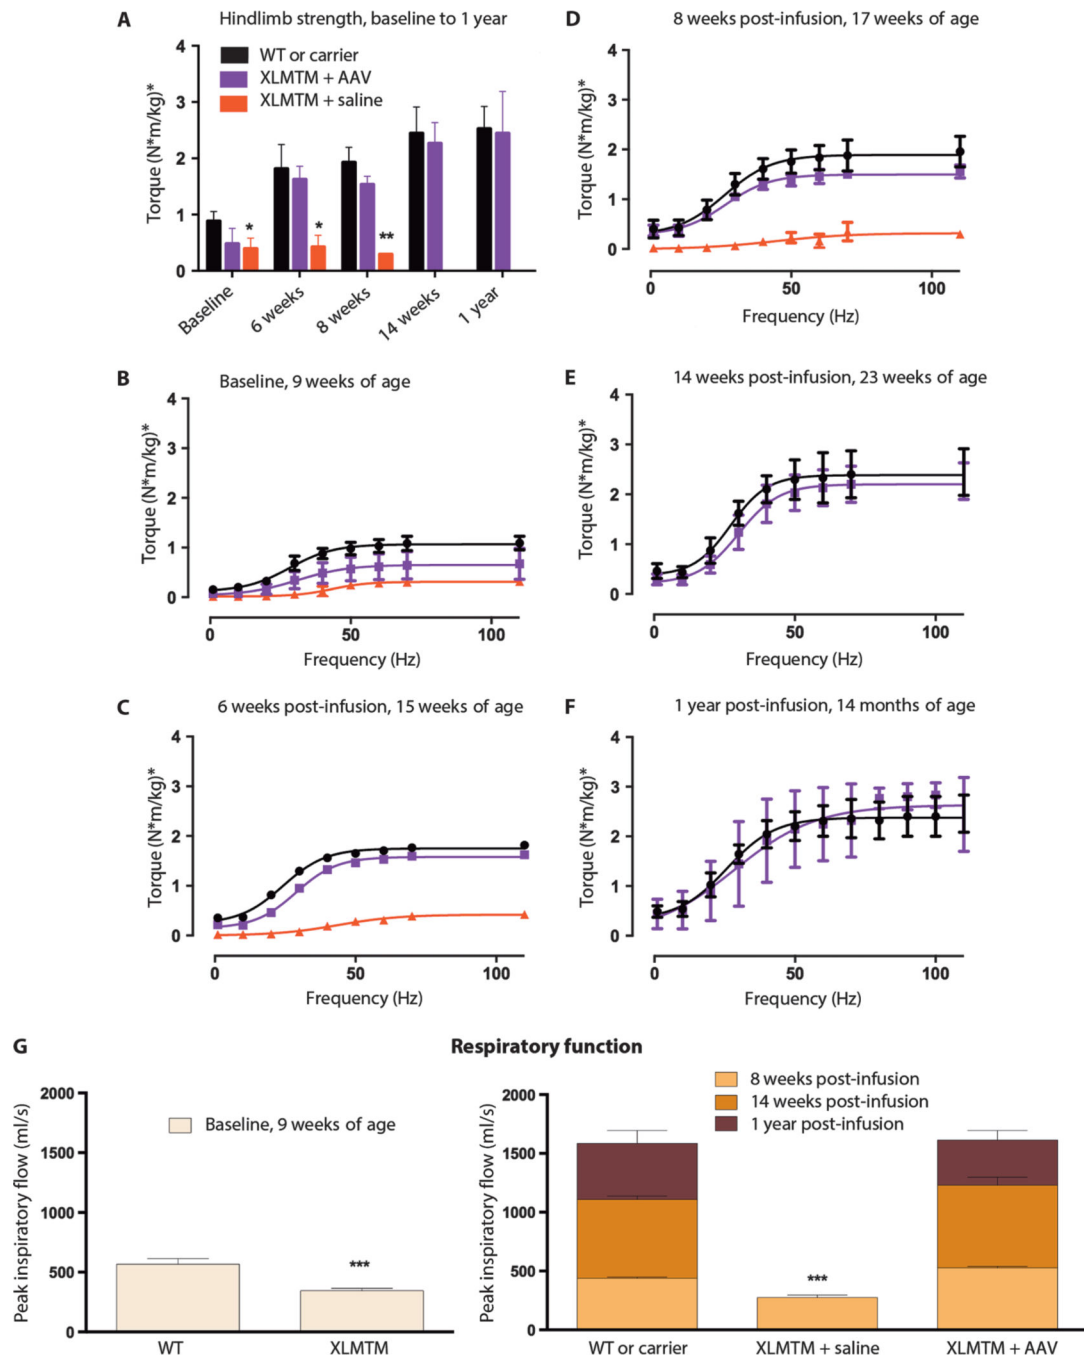 A Hindlimb strength, baseline to 1 year
WT or carrier
XLMTM + AAV
XLMTM + saline
Torque (N*m/kg)*
4
3
2
1
0
*
*
**
Baseline
6 weeks
8 weeks
14 weeks
1 year
B Baseline, 9 weeks of age
Torque (N*m/kg)*
4
3
2
1
0
0 50 100
Frequency (Hz)
C 6 weeks post-infusion, 15 weeks of age
Torque (N*m/kg)*
4
3
2
1
0
0 50 100
Frequency (Hz)
D 8 weeks post-infusion, 17 weeks of age
Torque (N*m/kg)*
4
3
2
1
0
0 50 100
Frequency (Hz)
E 14 weeks post-infusion, 23 weeks of age
Torque (N*m/kg)*
4
3
2
1
0
0 50 100
Frequency (Hz)
F 1 year post-infusion, 14 months of age
Torque (N*m/kg)*
4
3
2
1
0
0 50 100
Frequency (Hz)
G Respiratory function
Peak inspiratory flow (ml/s)
2000
1500
1000
500
0
Baseline, 9 weeks of age
***
WT XLMTM
Peak inspiratory flow (ml/s)
2000
1500
1000
500
0
8 weeks post-infusion
14 weeks post-infusion
1 year post-infusion
***
WT or carrier XLMTM + saline XLMTM + AAV